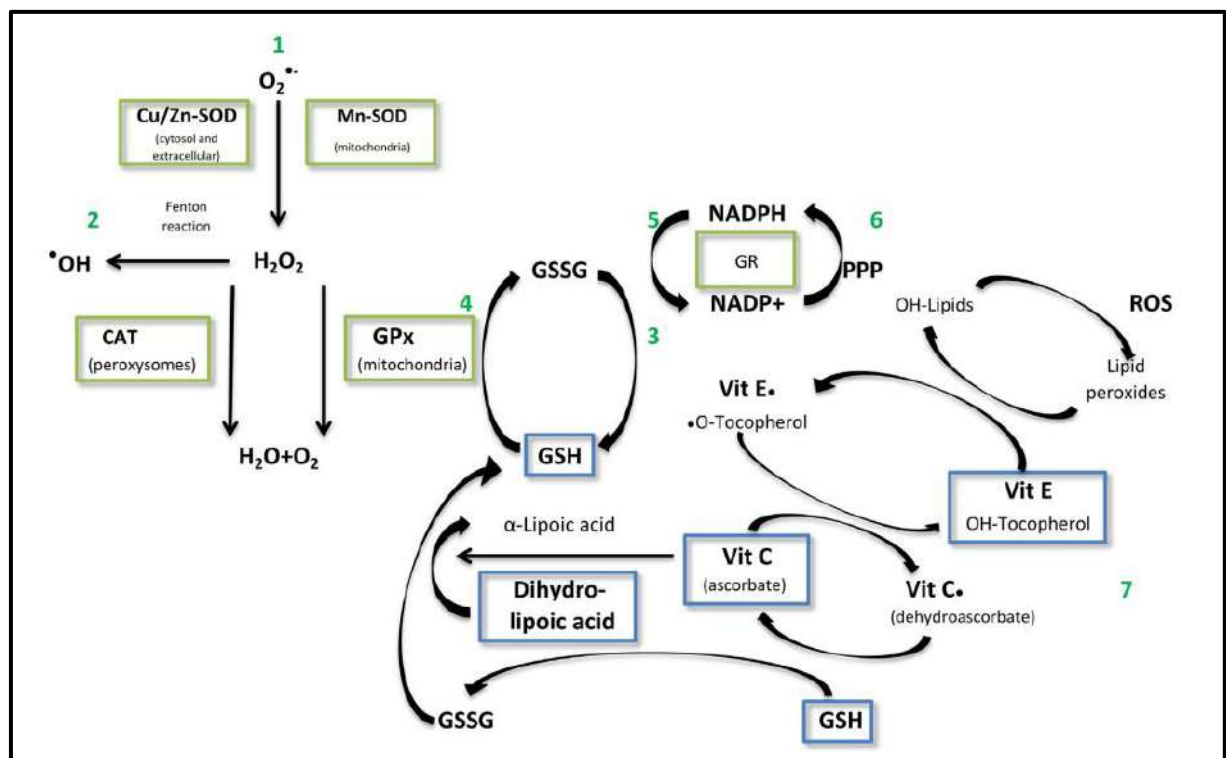 1
O₂•-
Cu/Zn-SOD
(cytosol and
extracellular)
Mn-SOD
(mitochondria)
2
Fenton
reaction
•OH
H₂O₂
CAT
(peroxysomes)
GPx
(mitochondria)
H₂O+O₂
4
GSSG
3
GSH
5
NADPH
6
GR
PPP
NADP+
OH-Lipids
ROS
Lipid
peroxides
Vit E•
•O-Tocopherol
Vit E
OH-Tocopherol
α-Lipoic acid
Dihydro-
lipoic acid
Vit C
(ascorbate)
Vit C•
(dehydroascorbate)
7
GSSG
GSH